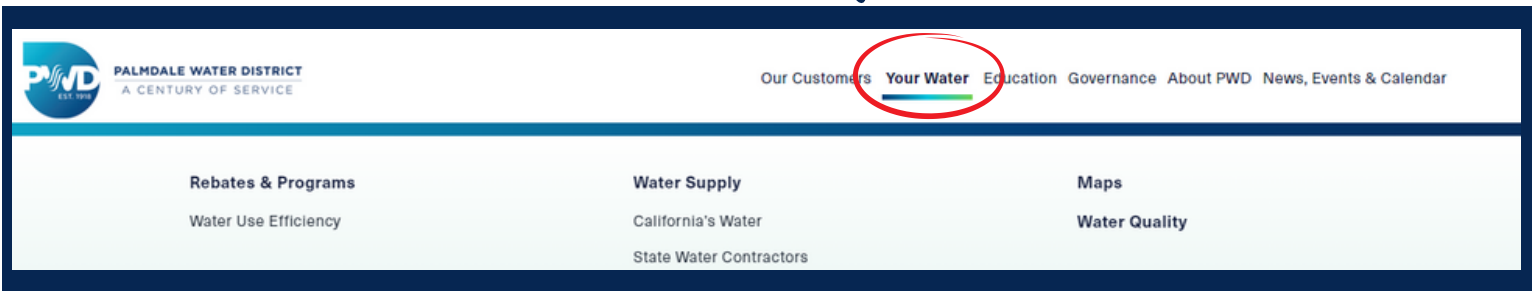 PWD
EST. 1918
PALMDALE WATER DISTRICT
A CENTURY OF SERVICE
Our Customers Your Water Education Governance About PWD News, Events & Calendar
Rebates & Programs
Water Use Efficiency
Water Supply
California's Water
State Water Contractors
Maps
Water Quality